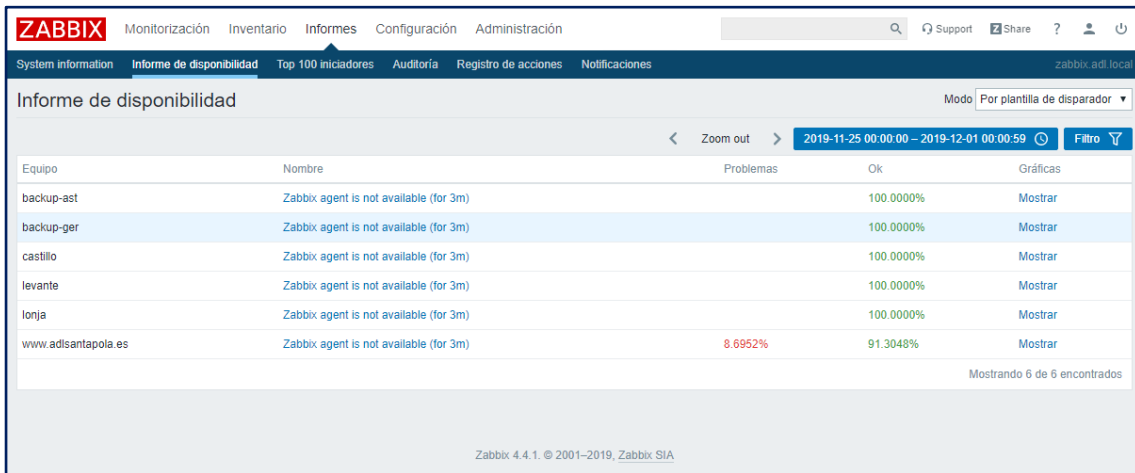 ZABBIX Monitorización Inventario Informes Configuración Administración Support Z Share ?
System information Informe de disponibilidad Top 100 iniciadores Auditoría Registro de acciones Notificaciones zabbix.adl.local
Informe de disponibilidad Modo Por plantilla de disparador
Zoom out 2019-11-25 00:00:00 – 2019-12-01 00:00:59 Filtro
Equipo Nombre Problemas Ok Gráficas
backup-ast Zabbix agent is not available (for 3m) 100.0000% Mostrar
backup-ger Zabbix agent is not available (for 3m) 100.0000% Mostrar
castillo Zabbix agent is not available (for 3m) 100.0000% Mostrar
levante Zabbix agent is not available (for 3m) 100.0000% Mostrar
lonja Zabbix agent is not available (for 3m) 100.0000% Mostrar
www.adlsantapola.es Zabbix agent is not available (for 3m) 8.6952% 91.3048% Mostrar
Mostrando 6 de 6 encontrados
Zabbix 4.4.1. © 2001–2019, Zabbix SIA